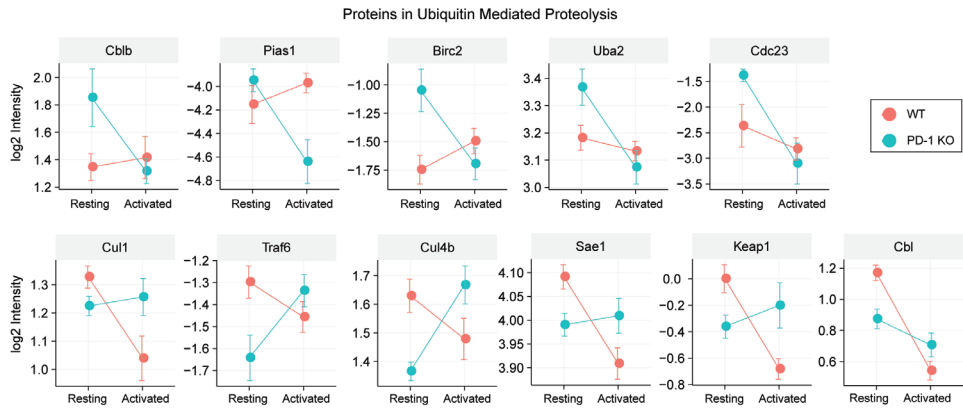 Proteins in Ubiquitin Mediated Proteolysis
Cblb
Pias1
Birc2
Uba2
Cdc23
log2 Intensity
2.0
1.8
1.6
1.4
1.2
−4.0
−4.2
−4.4
−4.6
−4.8
−1.00
−1.25
−1.50
−1.75
3.4
3.3
3.2
3.1
3.0
−1.5
−2.0
−2.5
−3.0
−3.5
Resting Activated
Resting Activated
Resting Activated
Resting Activated
Resting Activated
WT
PD-1 KO
Cul1
Traf6
Cul4b
Sae1
Keap1
Cbl
log2 Intensity
1.3
1.2
1.1
1.0
−1.2
−1.3
−1.4
−1.5
−1.6
−1.7
1.7
1.6
1.5
1.4
4.10
4.05
4.00
3.95
3.90
0.0
−0.2
−0.4
−0.6
−0.8
1.2
1.0
0.8
0.6
Resting Activated
Resting Activated
Resting Activated
Resting Activated
Resting Activated
Resting Activated